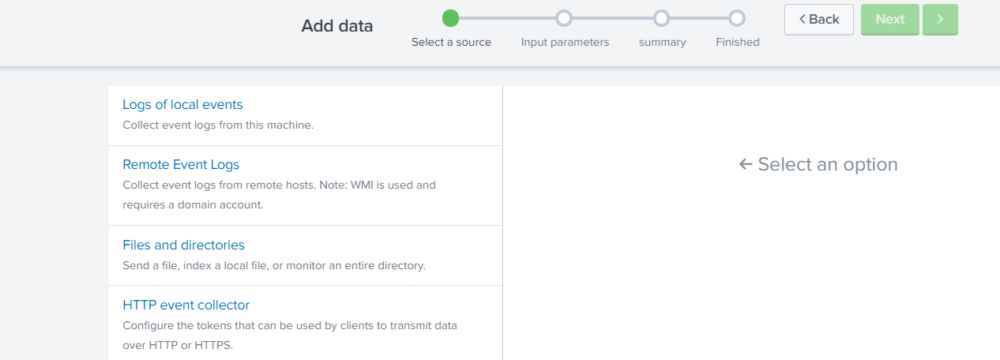 Add data
Select a source
Input parameters
summary
Finished
Back
Next
Logs of local events
Collect event logs from this machine.
Remote Event Logs
Collect event logs from remote hosts. Note: WMI is used and
requires a domain account.
Files and directories
Send a file, index a local file, or monitor an entire directory.
HTTP event collector
Configure the tokens that can be used by clients to transmit data
over HTTP or HTTPS.
Select an option